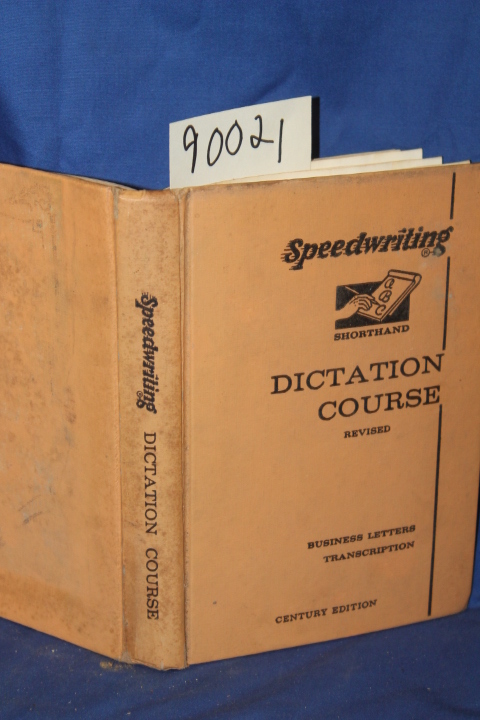 90021
Speedwriting®
SHORTHAND
DICTATION
COURSE
REVISED
BUSINESS LETTERS
TRANSCRIPTION
CENTURY EDITION
Speedwriting® DICTATION COURSE